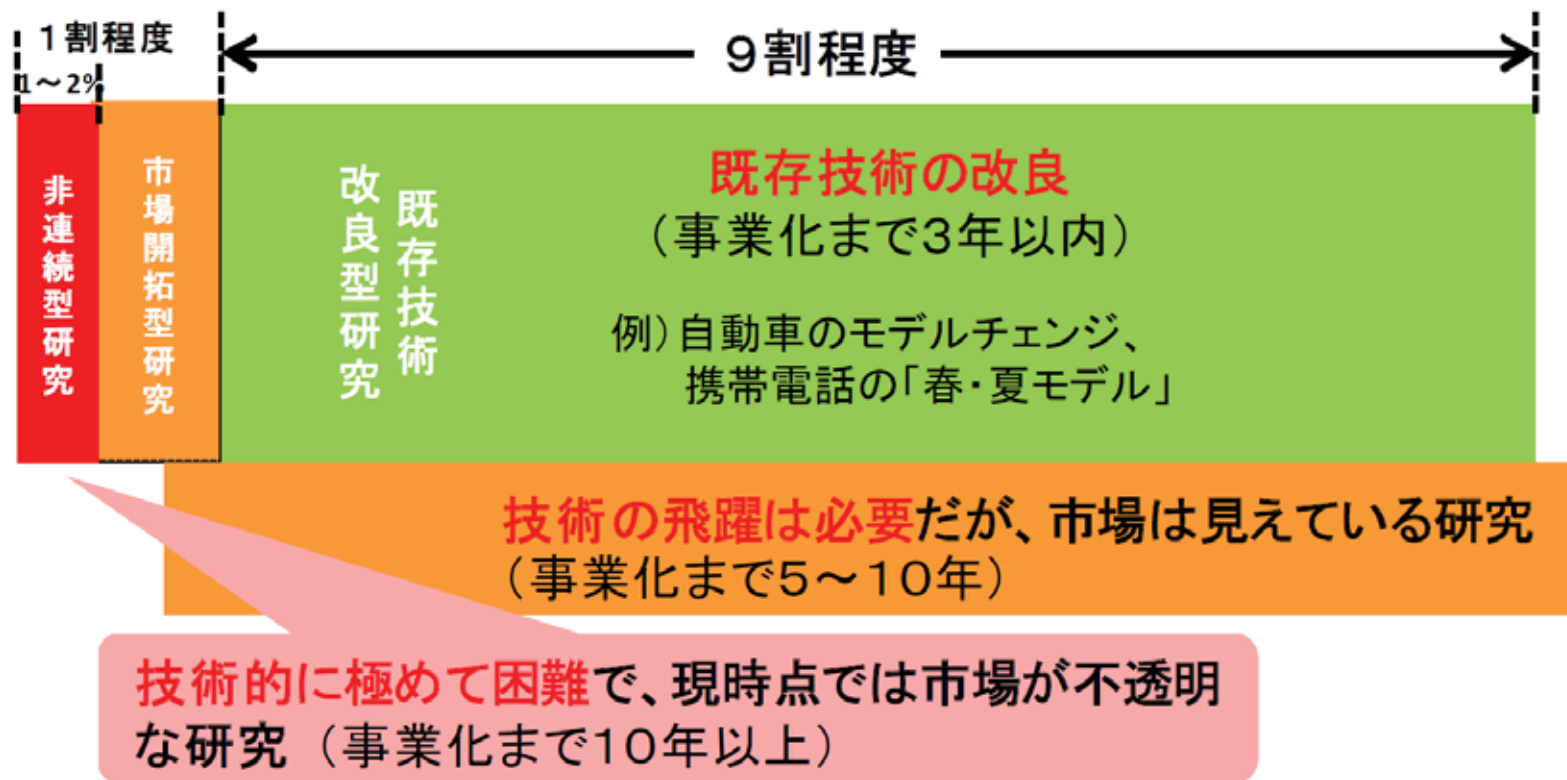 1割程度
9割程度
1~2%
非連続型研究
市場開拓型研究
既存技術
改良型研究
既存技術の改良
（事業化まで3年以内）
例）自動車のモデルチェンジ、
携帯電話の「春・夏モデル」
技術の飛躍は必要だが、市場は見えている研究
（事業化まで5～10年）
技術的に極めて困難で、現時点では市場が不透明
な研究（事業化まで10年以上）